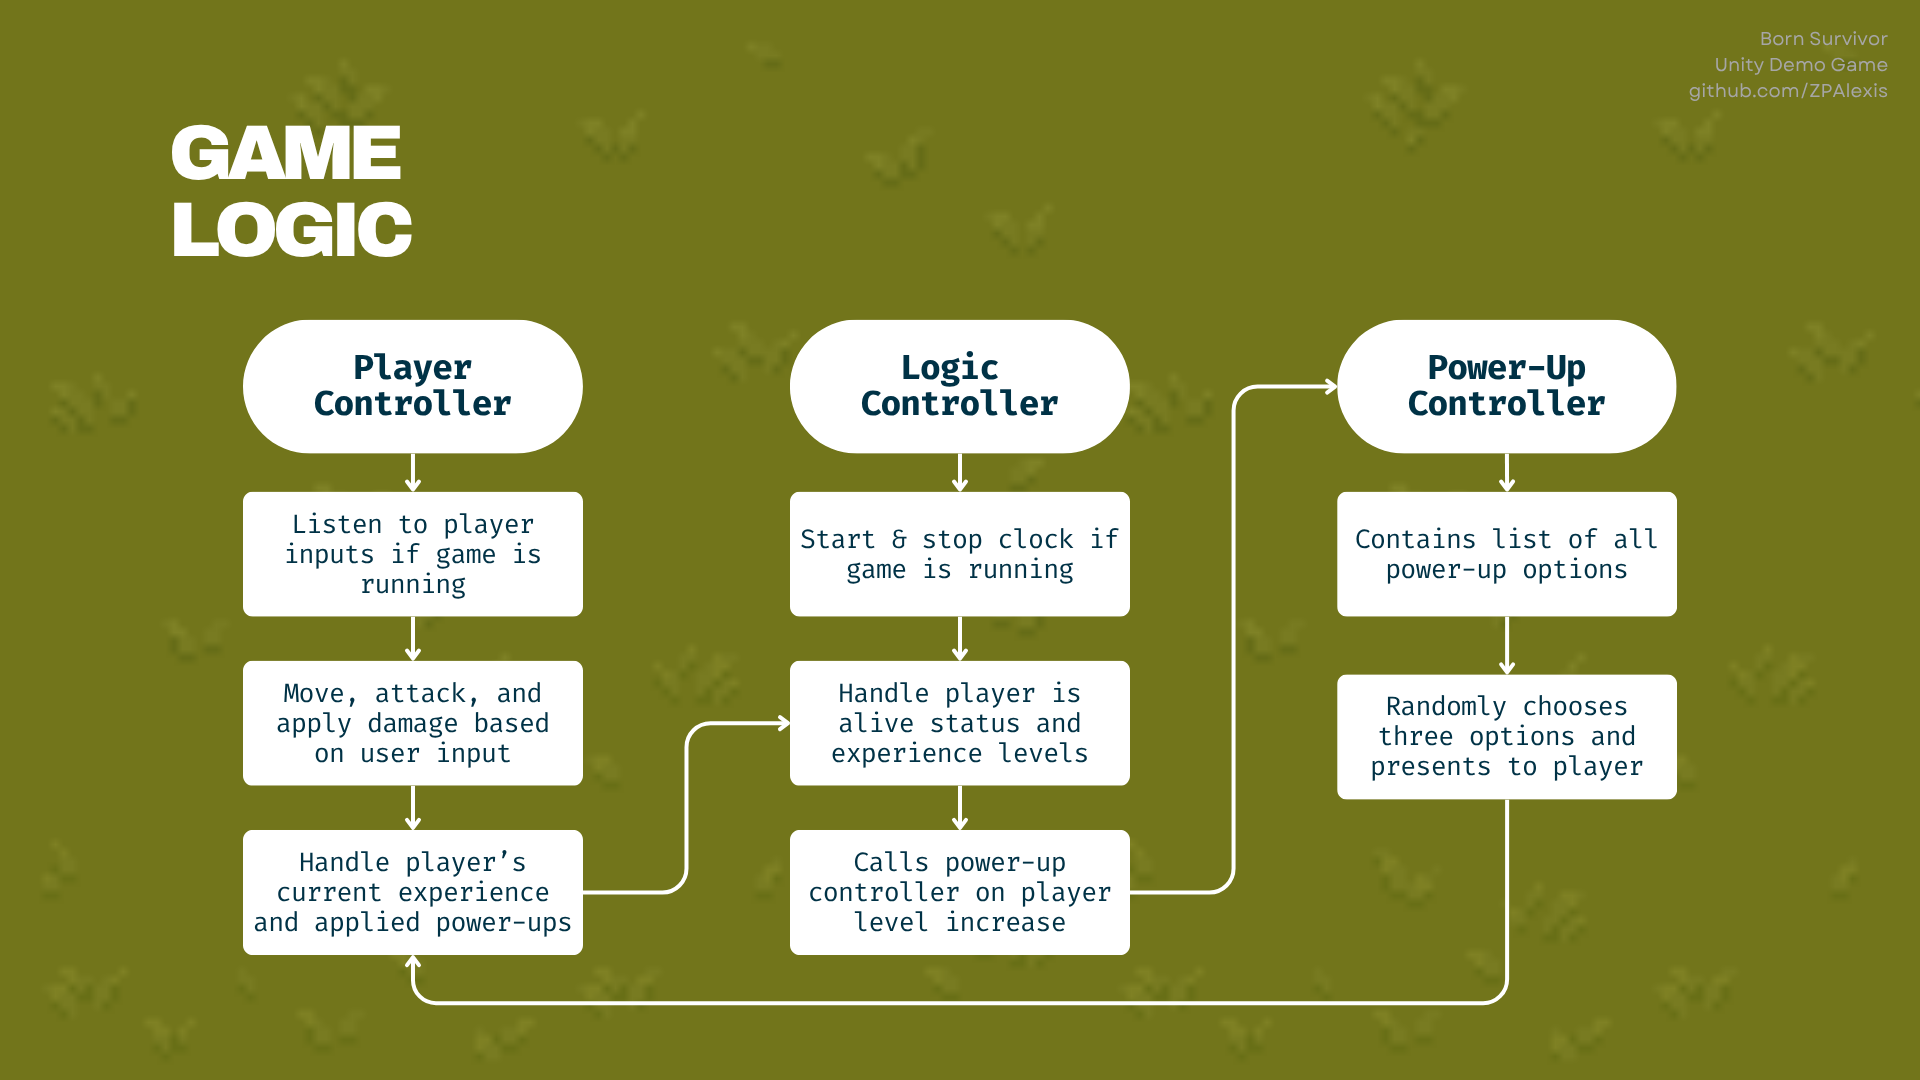 Born Survivor
Unity Demo Game
github.com/ZPAlexis
GAME
LOGIC
Player
Controller
Listen to player
inputs if game is
running
Move, attack, and
apply damage based
on user input
Handle player’s
current experience
and applied power-ups
Logic
Controller
Start & stop clock if
game is running
Handle player is
alive status and
experience levels
Calls power-up
controller on player
level increase
Power-Up
Controller
Contains list of all
power-up options
Randomly chooses
three options and
presents to player